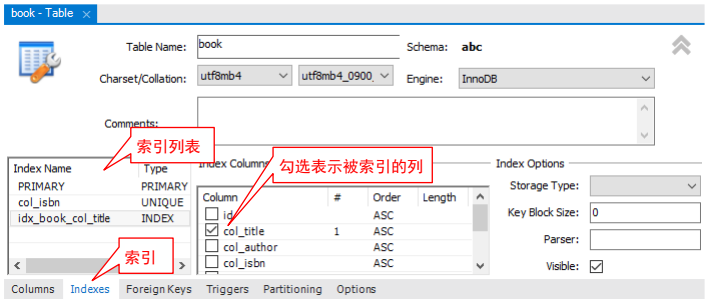 book - Table ×
Table Name: book Schema: abc
Charset/Collation: utf8mb4 utf8mb4_0900_ Engine: InnoDB
Comments:
索引列表
勾选表示被索引的列
Index Columns
Index Options
Index Name Type
PRIMARY PRIMARY
col_isbn UNIQUE
idx_book_col_title INDEX
Column # Order Length
id ASC
col_title 1 ASC
col_author ASC
col_isbn ASC
Storage Type:
Key Block Size: 0
Parser:
Visible:
索引
Columns Indexes Foreign Keys Triggers Partitioning Options